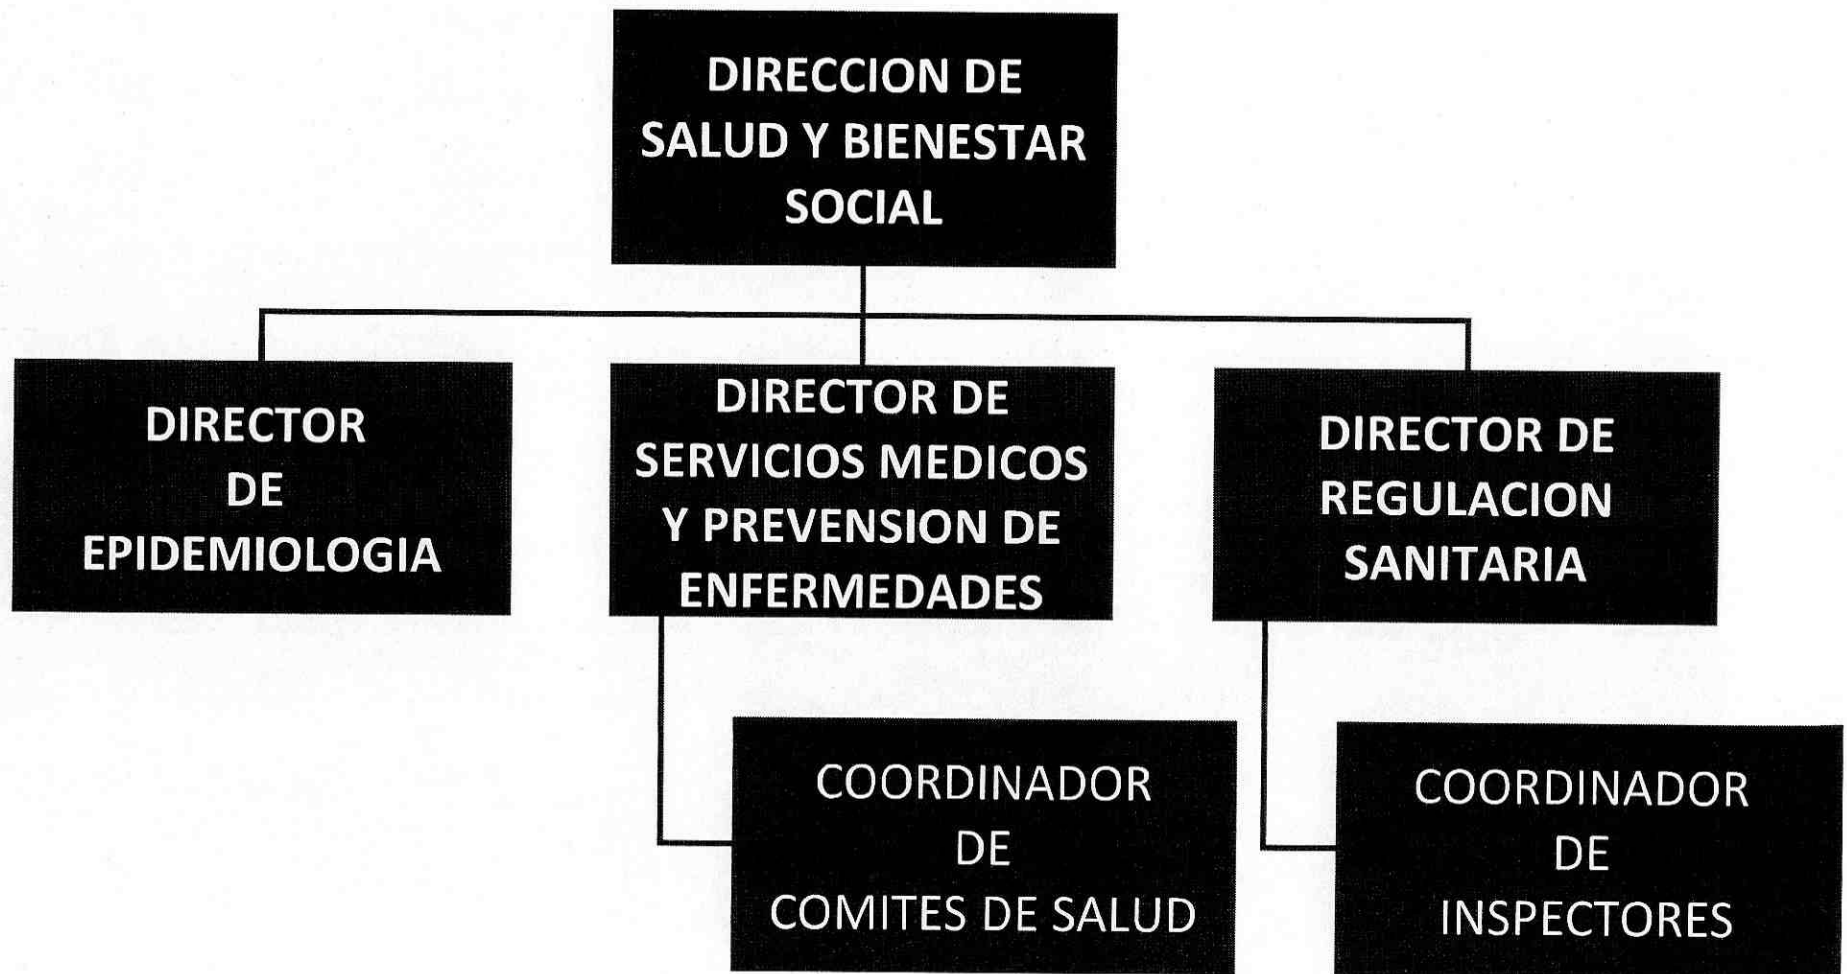 DIRECCION DE
SALUD Y BIENESTAR
SOCIAL
DIRECTOR
DE
EPIDEMIOLOGIA
DIRECTOR DE
SERVICIOS MEDICOS
Y PREVENSION DE
ENFERMEDADES
DIRECTOR DE
REGULACION
SANITARIA
COORDINADOR
DE
COMITES DE SALUD
COORDINADOR
DE
INSPECTORES